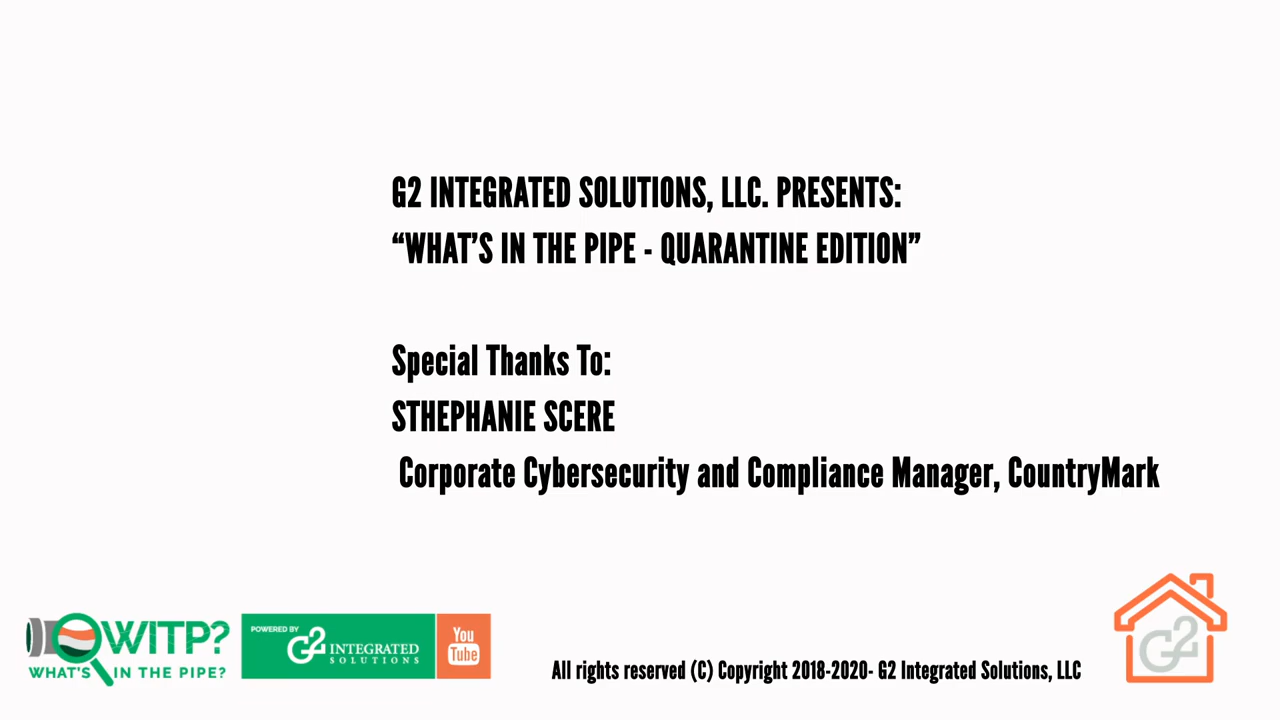 G2 INTEGRATED SOLUTIONS, LLC. PRESENTS:
“WHAT’S IN THE PIPE - QUARANTINE EDITION”
Special Thanks To:
STHEPHANIE SCERE
Corporate Cybersecurity and Compliance Manager, CountryMark
WITP?
WHAT'S IN THE PIPE?
POWERED BY
G2 INTEGRATED
SOLUTIONS
You
Tube
All rights reserved (C) Copyright 2018-2020- G2 Integrated Solutions, LLC
G2